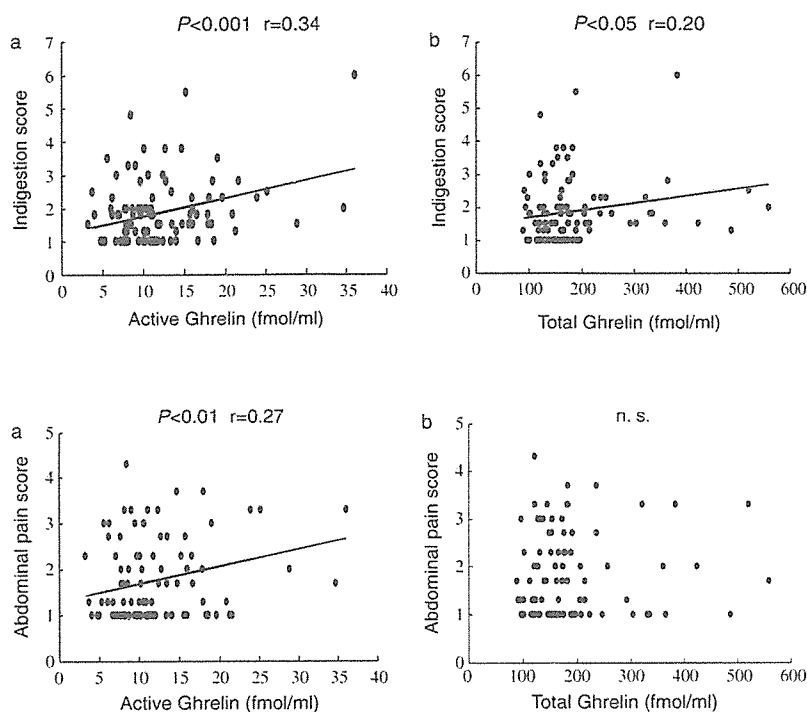 a
P<0.001 r=0.34
Indigestion score
7
6
5
4
3
2
1
0
0 5 10 15 20 25 30 35 40
Active Ghrelin (fmol/ml)
b
P<0.05 r=0.20
Indigestion score
7
6
5
4
3
2
1
0
0 100 200 300 400 500 600
Total Ghrelin (fmol/ml)
a
P<0.01 r=0.27
Abdominal pain score
5
4
3
2
1
0
0 5 10 15 20 25 30 35 40
Active Ghrelin (fmol/ml)
b
n. s.
Abdominal pain score
5
4
3
2
1
0
0 100 200 300 400 500 600
Total Ghrelin (fmol/ml)